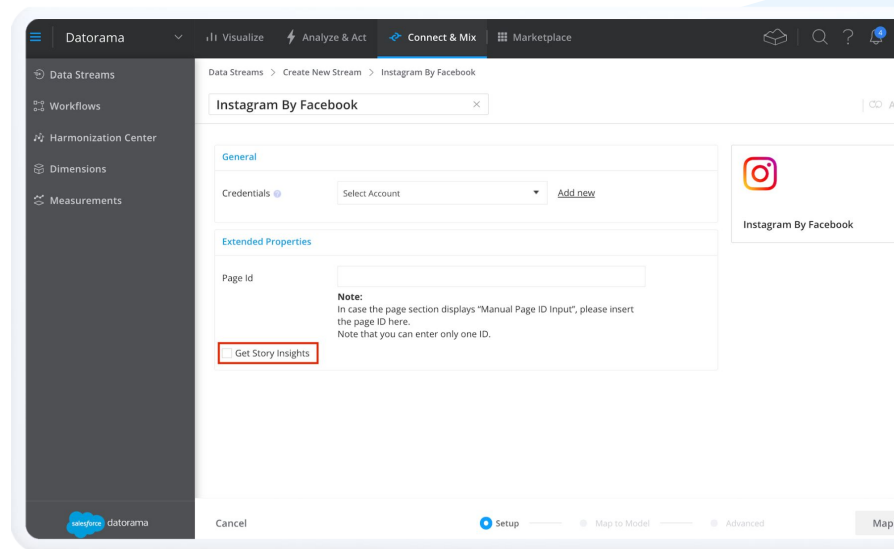 Datorama
Visualize
Analyze & Act
Connect & Mix
Marketplace
?
4
Data Streams
Workflows
Harmonization Center
Dimensions
Measurements
Data Streams > Create New Stream > Instagram By Facebook
Instagram By Facebook ×
A
General
Credentials
Select Account
Add new
Instagram By Facebook
Extended Properties
Page Id
Note:
In case the page section displays “Manual Page ID Input”, please insert
the page ID here.
Note that you can enter only one ID.
Get Story Insights
salesforce datorama
Cancel
Setup
Map to Model
Advanced
Map